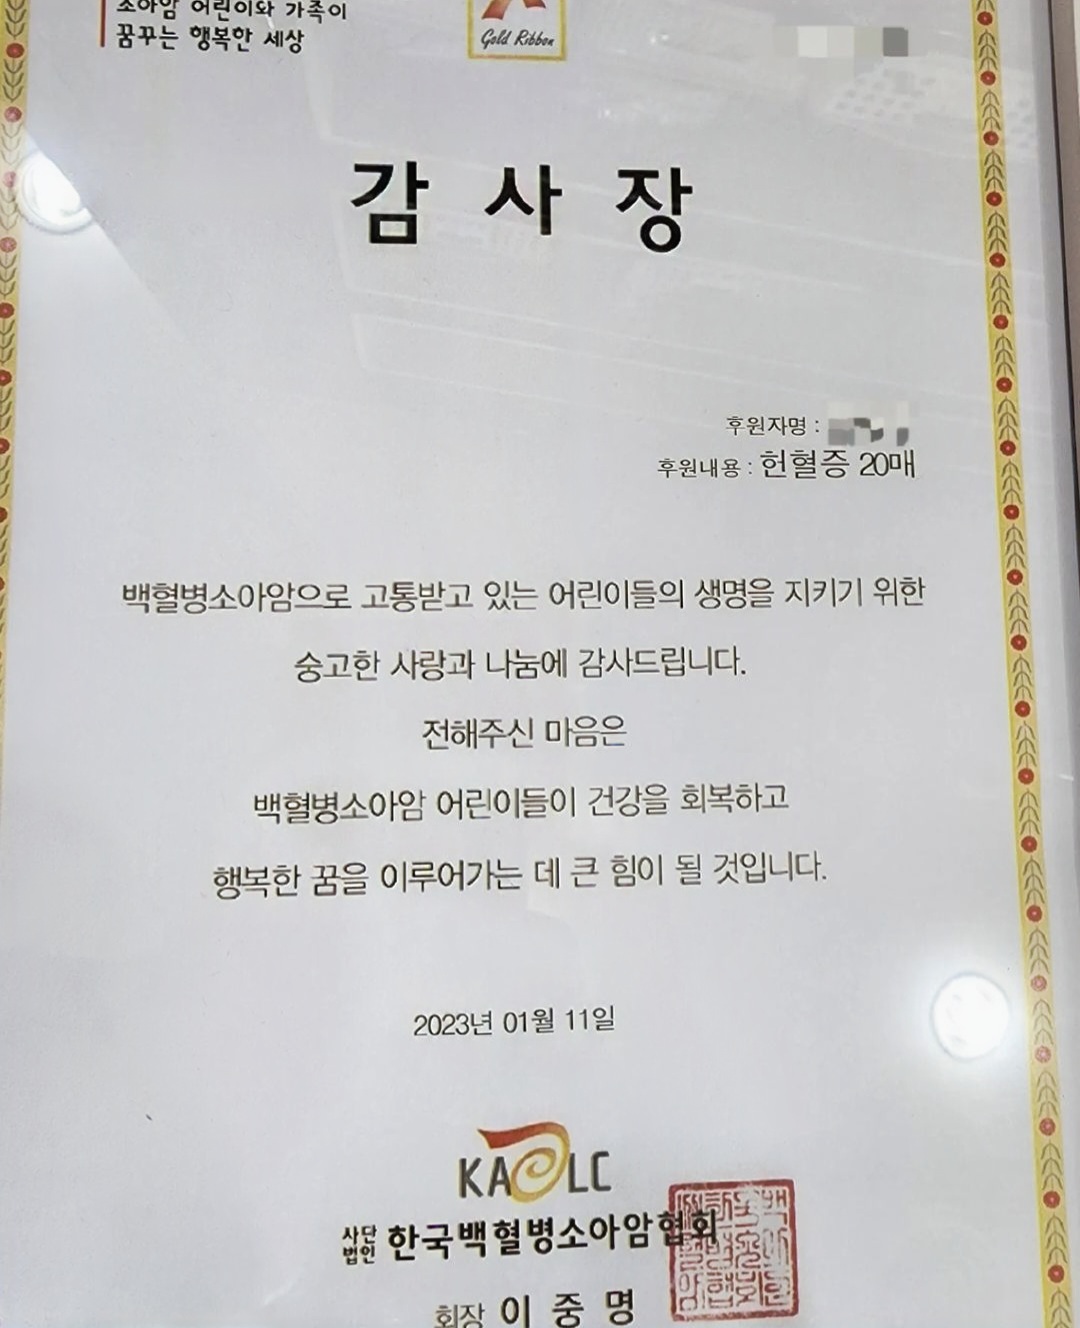 소아암 어린이와 가족이
꿈꾸는 행복한 세상
Gold Ribbon
감 사 장
후원자명 :
후원내용 : 헌혈증 20매
백혈병소아암으로 고통받고 있는 어린이들의 생명을 지키기 위한
숭고한 사랑과 나눔에 감사드립니다.
전해주신 마음은
백혈병소아암 어린이들이 건강을 회복하고
행복한 꿈을 이루어가는 데 큰 힘이 될 것입니다.
2023년 01월 11일
KACLC
사단법인 한국백혈병소아암협회
회장 이 중 명